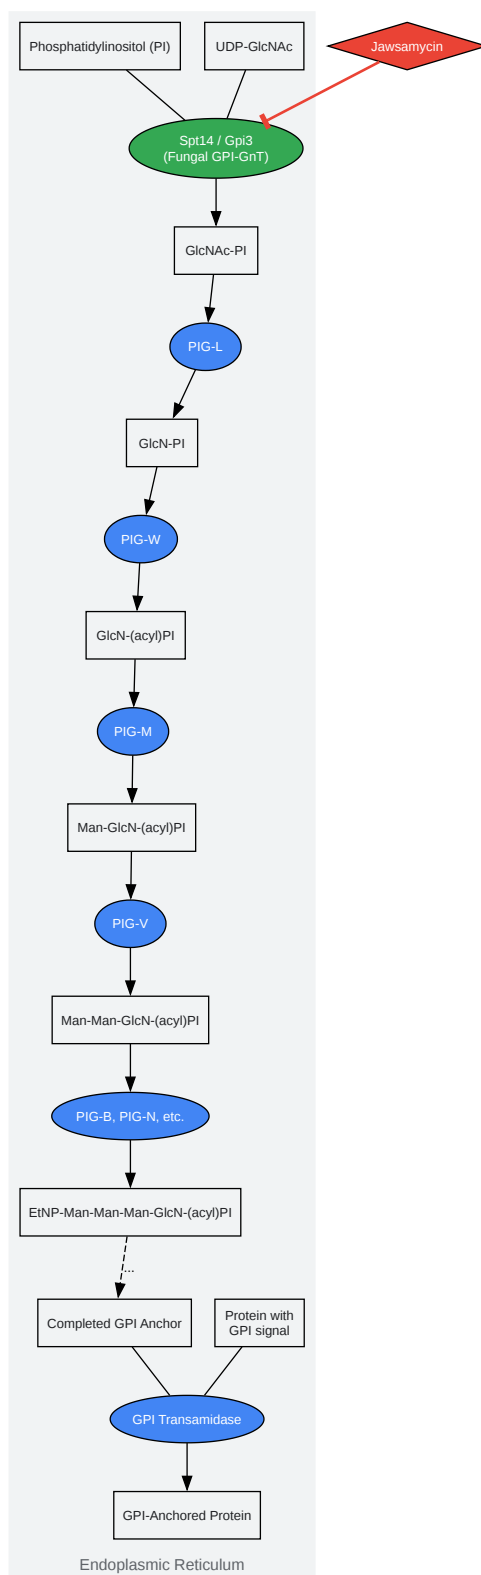 Phosphatidylinositol (PI)
UDP-GlcNAc
Jawsamycin
Spt14 / Gpi3
(Fungal GPI-GnT)
GlcNAc-PI
PIG-L
GlcN-PI
PIG-W
GlcN-(acyl)PI
PIG-M
Man-GlcN-(acyl)PI
PIG-V
Man-Man-GlcN-(acyl)PI
PIG-B, PIG-N, etc.
EtNP-Man-Man-Man-GlcN-(acyl)PI
...
Completed GPI Anchor
Protein with
GPI signal
GPI Transamidase
GPI-Anchored Protein
Endoplasmic Reticulum